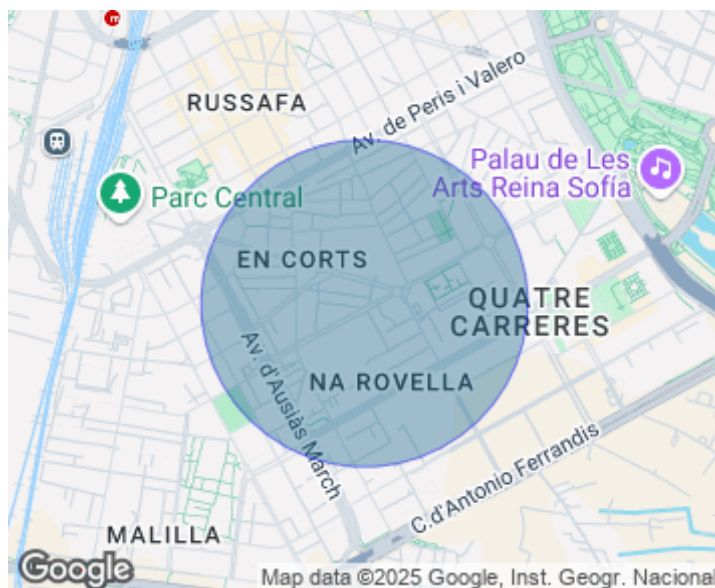 m
RUSSAFA
Av. de Peris i Valero
Palau de Les
Arts Reina Sofía
Parc Central
EN CORTS
QUATRE
CARRERES
Av. d'Ausiàs March
NA ROVELLA
C.d'Antonio Ferrandis
MALILLA
Google
Map data ©2025 Google, Inst. Geogr. Nacional